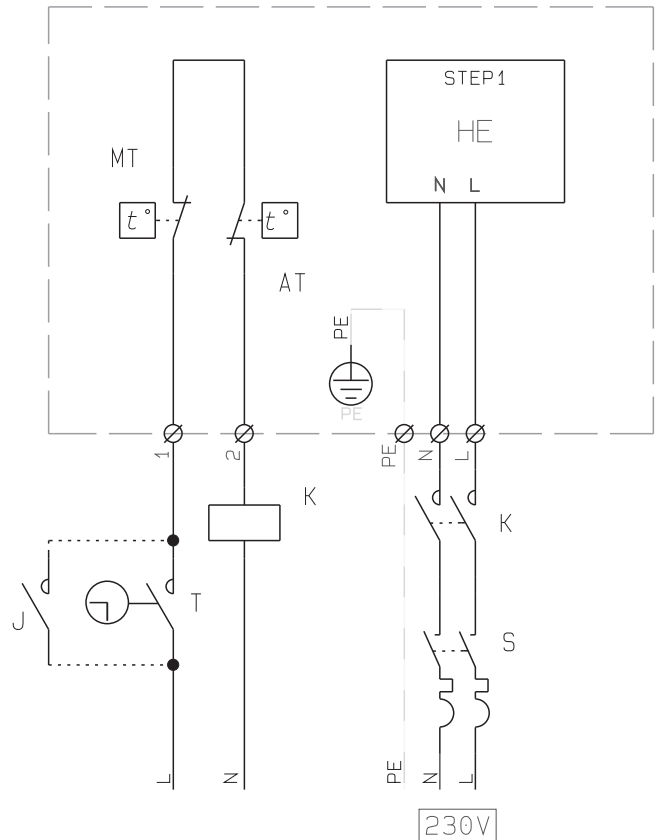 STEP1
HE
MT
N L
t° t°
AT
PE
PE
1 2 PE N L
K
K
T
J
S
L N PE N L
230V